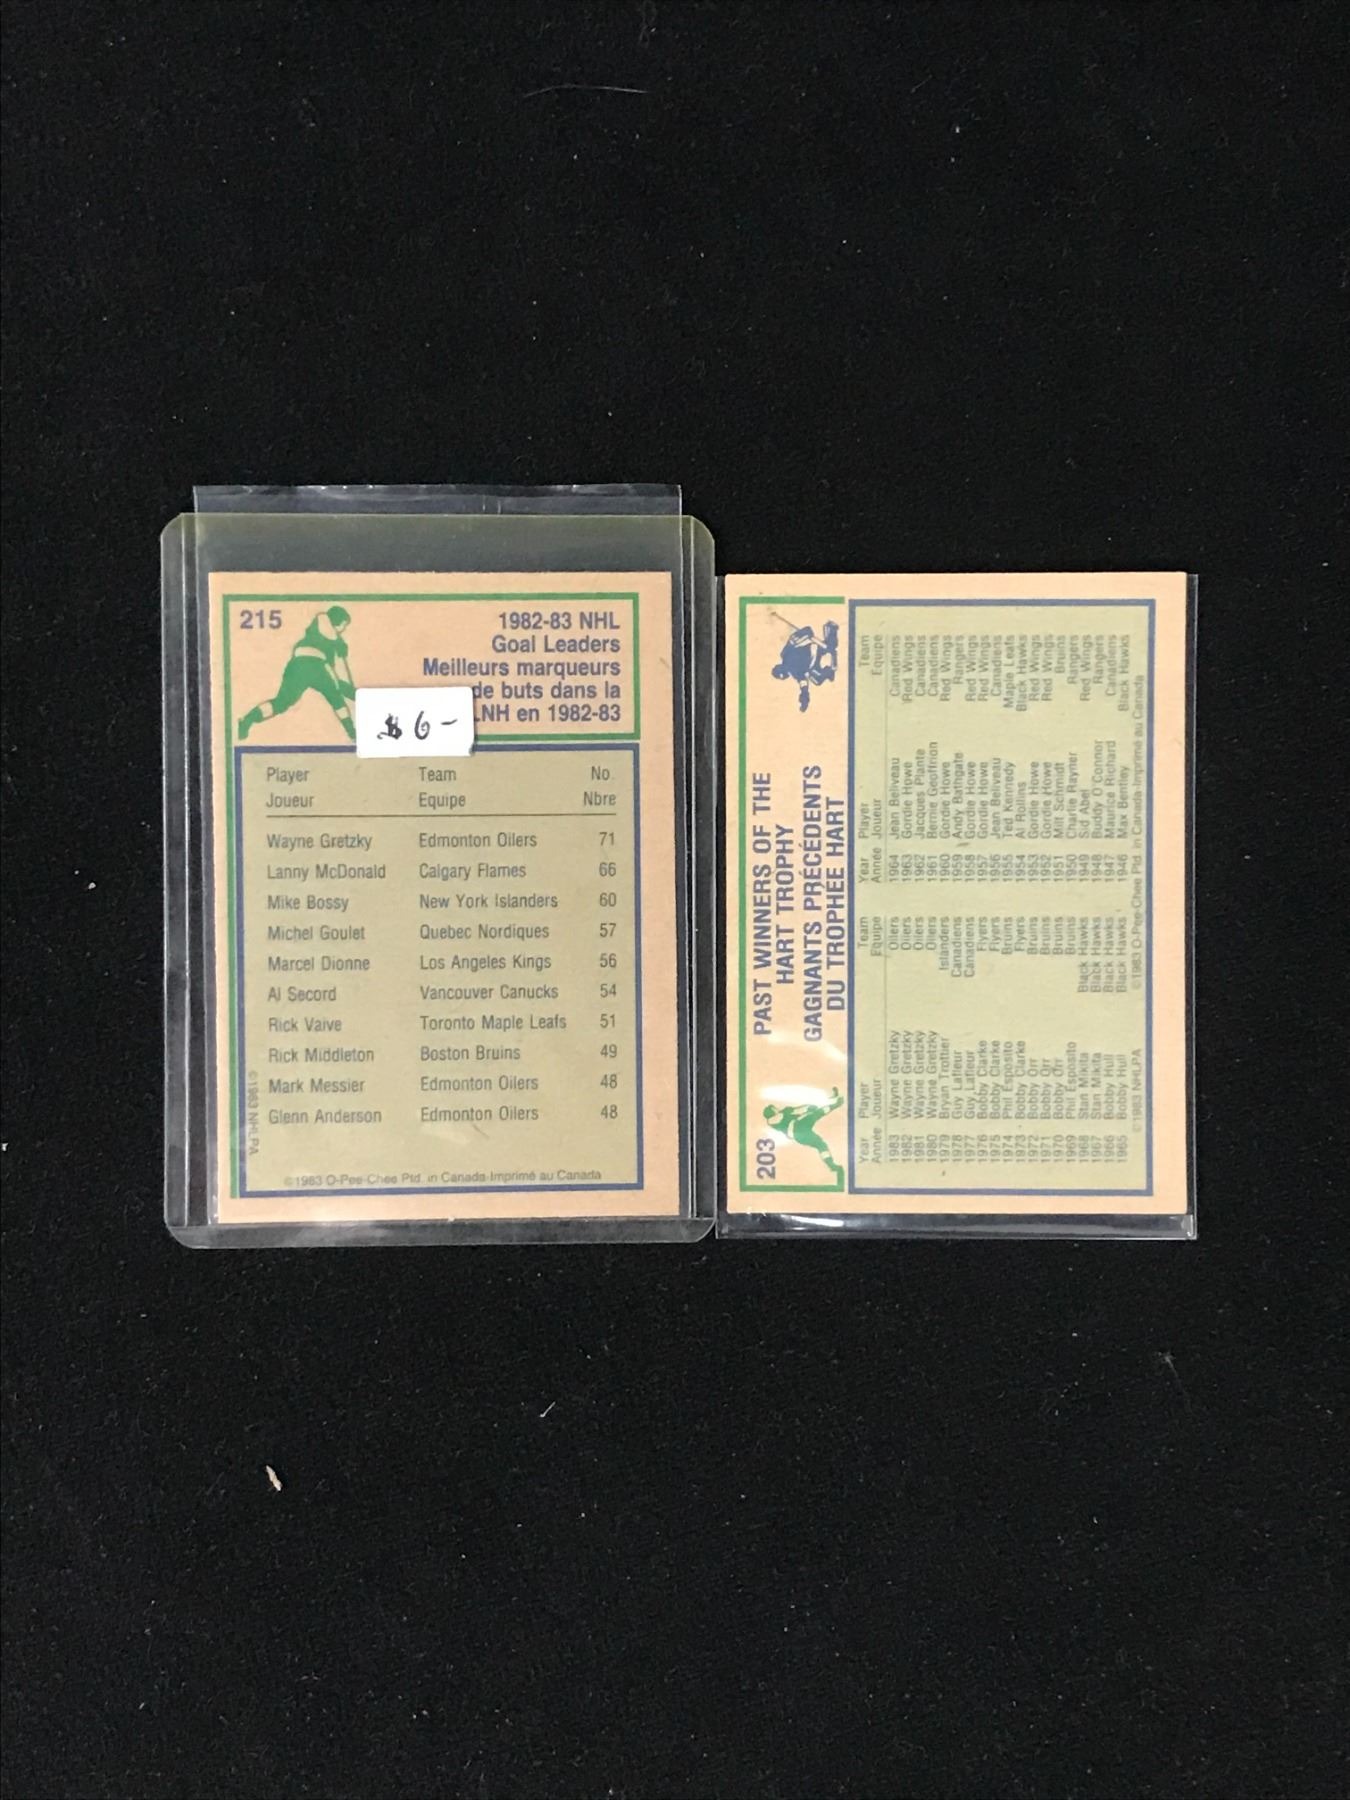 215
1982-83 NHL
Goal Leaders
Meilleurs marqueurs
de buts dans la
LNH en 1982-83
$6-
Player Team No.
Joueur Equipe Nbre
Wayne Gretzky Edmonton Oilers 71
Lanny McDonald Calgary Flames 66
Mike Bossy New York Islanders 60
Michel Goulet Quebec Nordiques 57
Marcel Dionne Los Angeles Kings 56
Al Secord Vancouver Canucks 54
Rick Vaive Toronto Maple Leafs 51
Rick Middleton Boston Bruins 49
Mark Messier Edmonton Oilers 48
Glenn Anderson Edmonton Oilers 48
©1983 NHLPA
©1983 O-Pee-Chee Ptd. in Canada-Imprimé au Canada
203
PAST WINNERS OF THE
HART TROPHY
GAGNANTS PRÉCÉDENTS
DU TROPHÉE HART
Year Player Team Year Player Team
Année Joueur Equipe Année Joueur Equipe
1983 Wayne Gretzky Oilers 1964 Jean Beliveau Canadiens
1982 Wayne Gretzky Oilers 1963 Gordie Howe Red Wings
1981 Wayne Gretzky Oilers 1962 Jacques Plante Canadiens
1980 Wayne Gretzky Oilers 1961 Bernie Geoffrion Canadiens
1979 Bryan Trottier Islanders 1960 Gordie Howe Red Wings
1978 Guy Lafleur Canadiens 1959 Andy Bathgate Rangers
1977 Guy Lafleur Canadiens 1958 Gordie Howe Red Wings
1976 Bobby Clarke Flyers 1957 Gordie Howe Red Wings
1975 Bobby Clarke Flyers 1956 Jean Beliveau Canadiens
1974 Phil Esposito Bruins 1955 Ted Kennedy Maple Leafs
1973 Bobby Clarke Flyers 1954 Al Rollins Black Hawks
1972 Bobby Orr Bruins 1953 Gordie Howe Red Wings
1971 Bobby Orr Bruins 1952 Gordie Howe Red Wings
1970 Bobby Orr Bruins 1951 Milt Schmidt Bruins
1969 Phil Esposito Bruins 1950 Charlie Rayner Rangers
1968 Stan Mikita Black Hawks 1949 Sid Abel Red Wings
1967 Stan Mikita Black Hawks 1948 Buddy O'Connor Rangers
1966 Bobby Hull Black Hawks 1947 Maurice Richard Canadiens
1965 Bobby Hull Black Hawks 1946 Max Bentley Black Hawks
©1983 NHLPA ©1983 O-Pee-Chee Ptd. in Canada-Imprimé au Canada